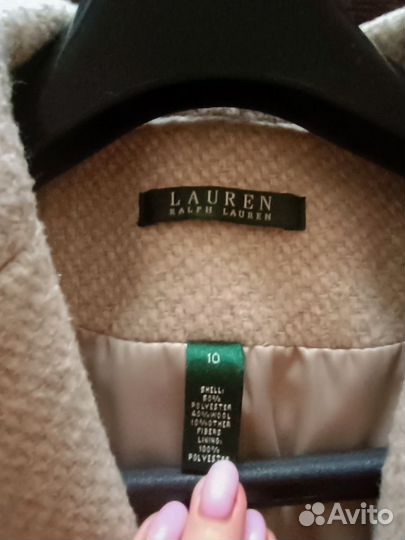 LAUREN
RALPH LAUREN
10
SHELL:
50%
POLYESTER
40%WOOL
10%OTHER
FIBERS
LINING:
100%
POLYESTER
Avito